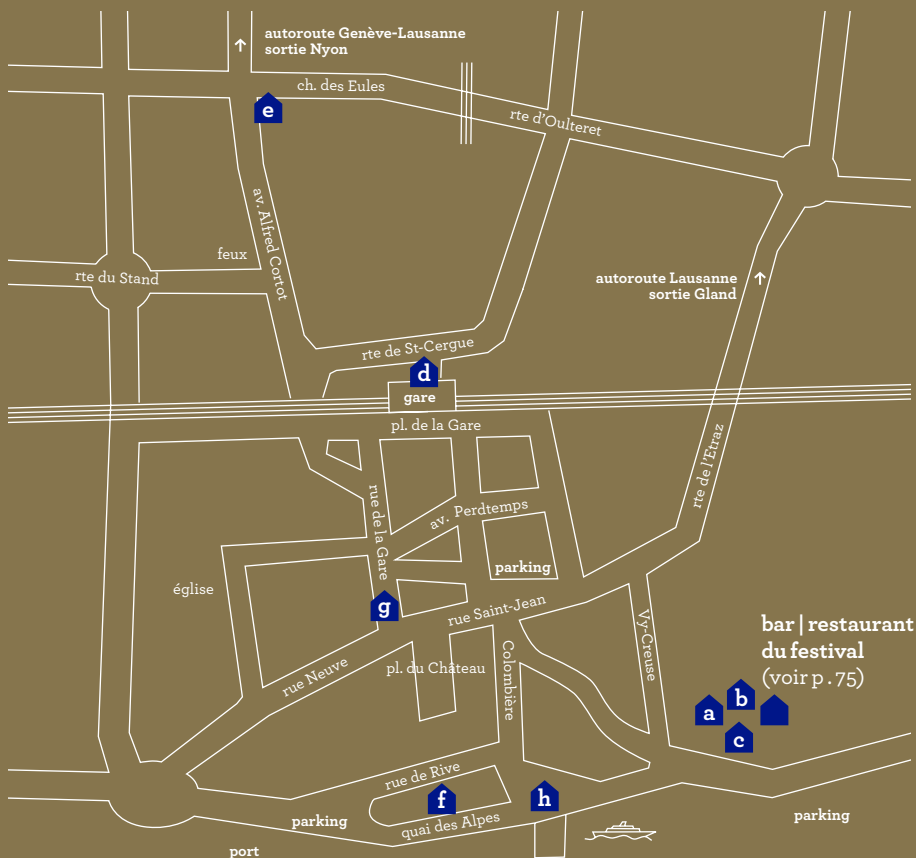 autoroute Genève-Lausanne
sortie Nyon
ch. des Eules
e
rte d'Oulteret
av. Alfred Cortot
feux
rte du Stand
autoroute Lausanne
sortie Gland
rte de St-Cergue
d
gare
pl. de la Gare
rte de l'Etraz
rue de la Gare
av. Perdtemps
parking
église
g
rue Saint-Jean
Vy-Creuse
bar | restaurant
du festival
(voir p. 75)
rue Neuve
pl. du Château
Colombière
a
b
c
rue de Rive
f
h
quai des Alpes
parking
parking
port